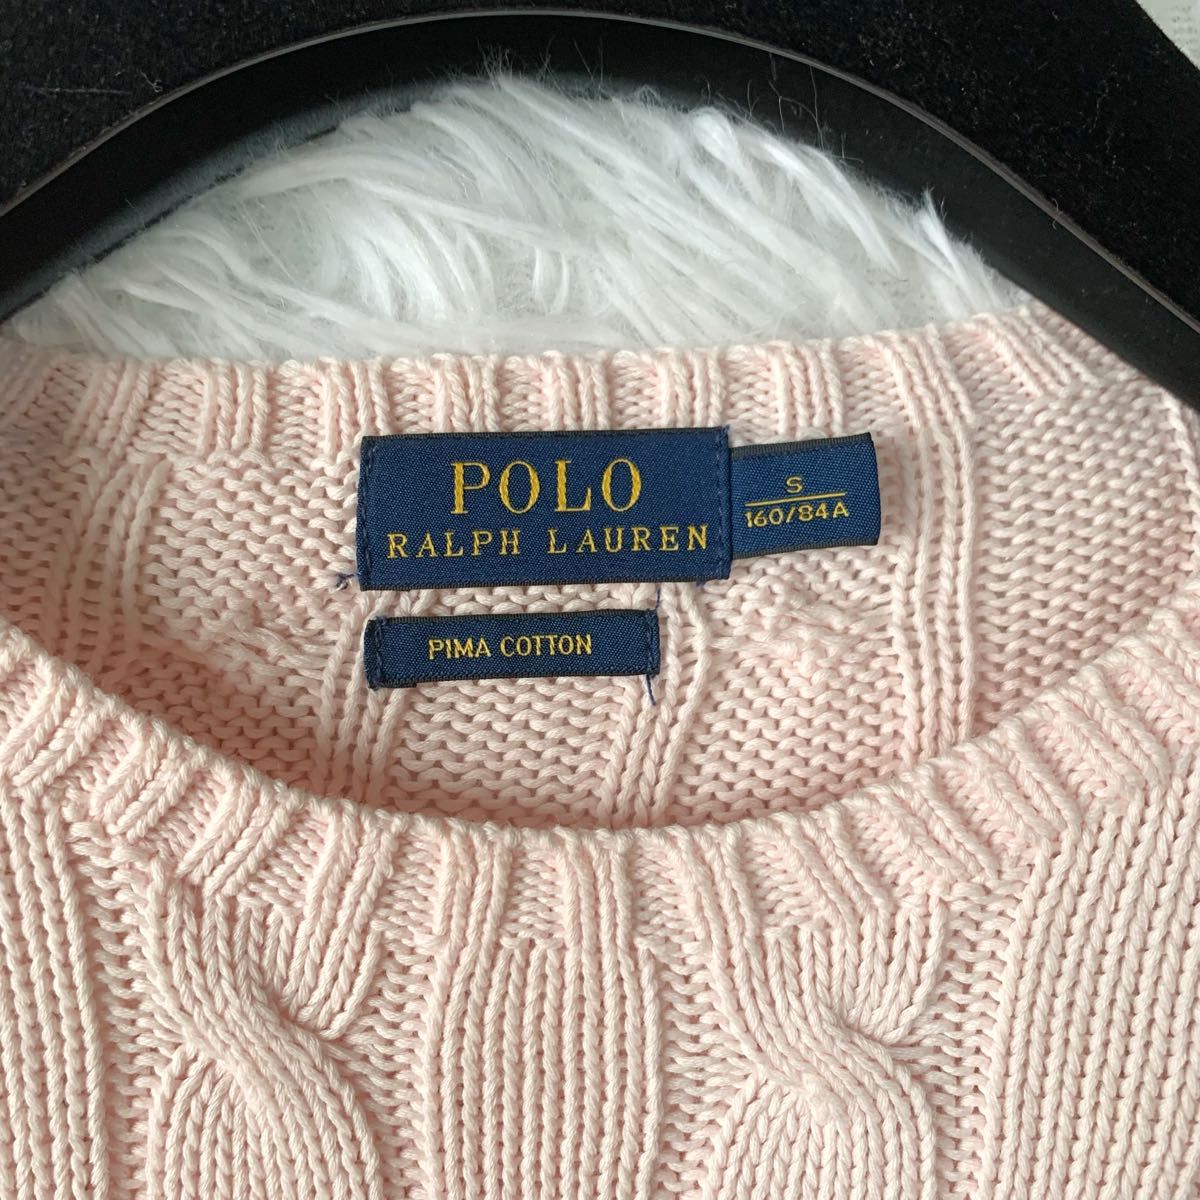 POLO
RALPH LAUREN
S
160/84A
PIMA COTTON